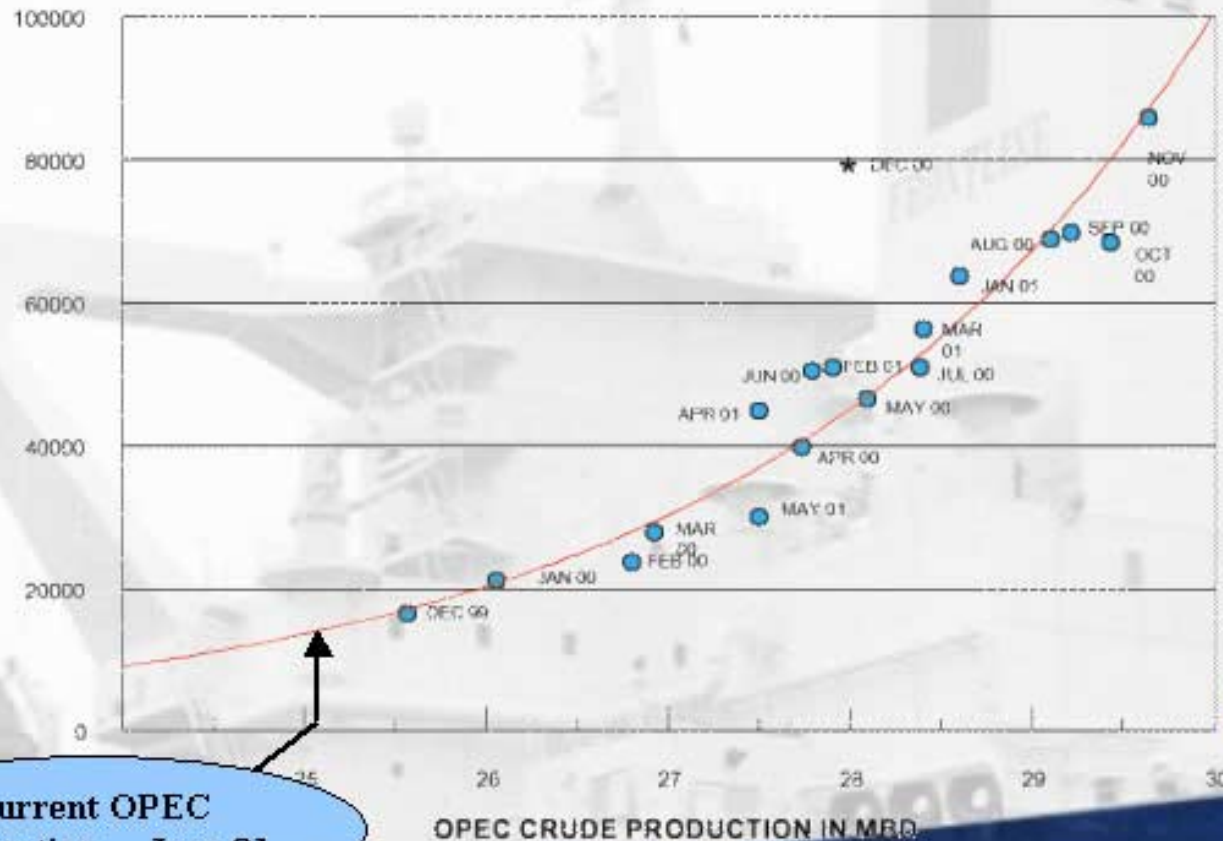 100000
80000
60000
40000
20000
0
DEC 00
NOV
00
AUG 00
SEP 00
OCT
00
JAN 01
MAR
01
JUN 00
FEB 01
JUL 00
APR 01
MAY 00
APR 00
MAY 01
MAR
00
FEB 00
JAN 00
DEC 99
25
26
27
28
29
30
OPEC CRUDE PRODUCTION IN MBD
urrent OPEC